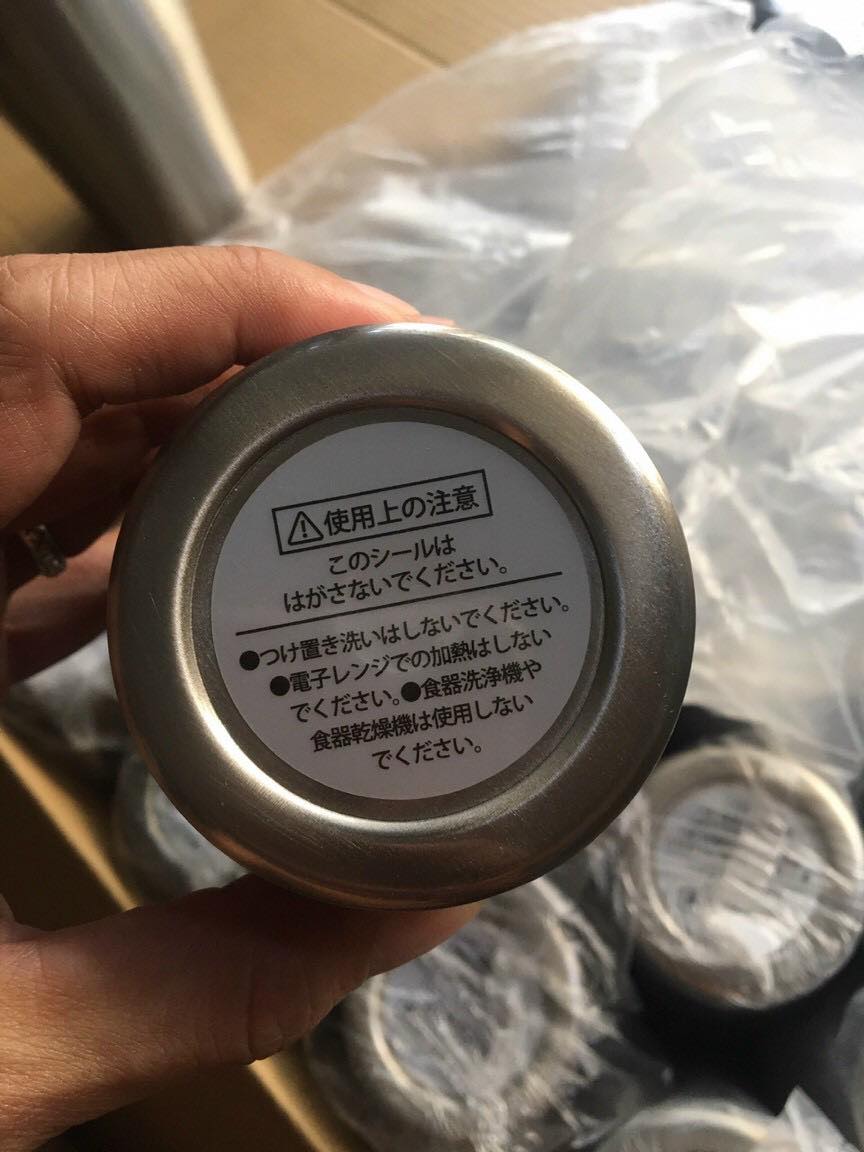 ⚠使用上の注意
このシールは
はがさないでください。
●つけ置き洗いはしないでください。
●電子レンジでの加熱はしない
でください。●食器洗浄機や
食器乾燥機は使用しない
でください。